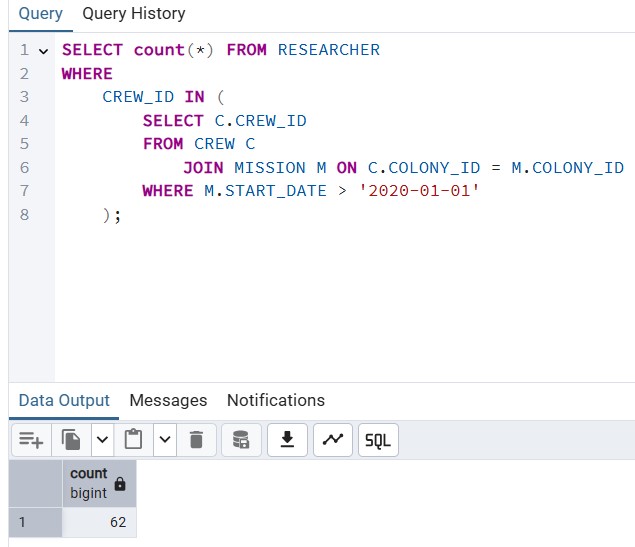 Query Query History
1 SELECT count(*) FROM RESEARCHER
2 WHERE
3 CREW_ID IN (
4 SELECT C.CREW_ID
5 FROM CREW C
6 JOIN MISSION M ON C.COLONY_ID = M.COLONY_ID
7 WHERE M.START_DATE > '2020-01-01'
8 );
Data Output Messages Notifications
SQL
count
bigint
1 62